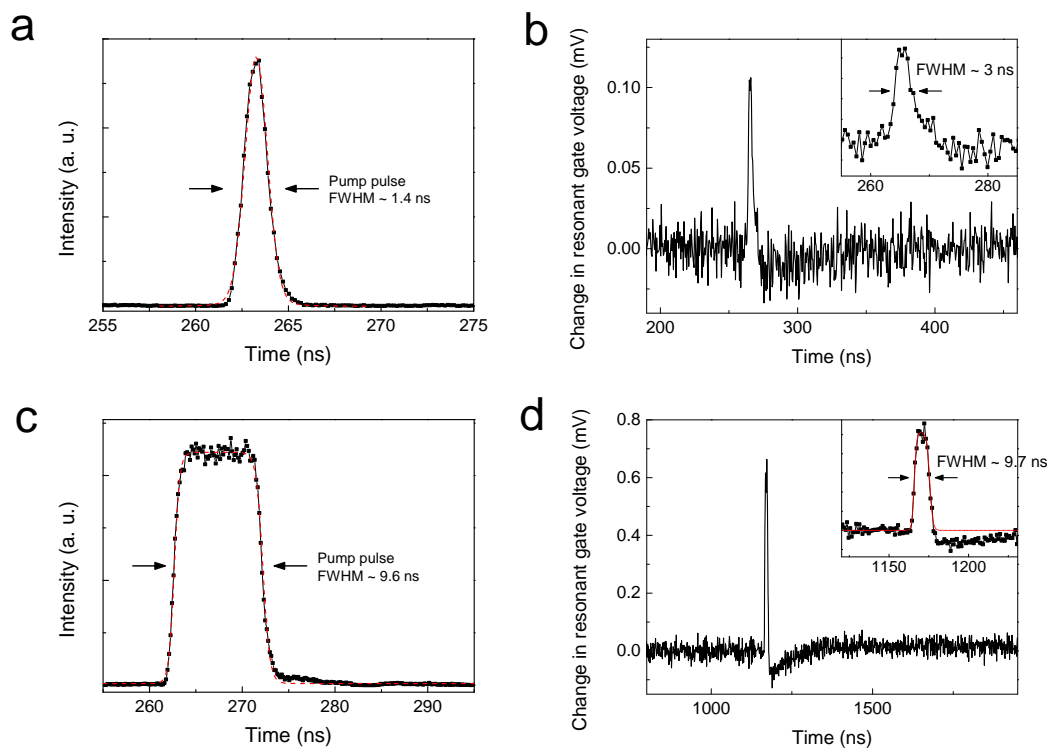 a
Intensity (a. u.)
Pump pulse
FWHM ~ 1.4 ns
255 260 265 270 275
Time (ns)
b
Change in resonant gate voltage (mV)
0.10
0.05
0.00
FWHM ~ 3 ns
260 270 280
200 300 400
Time (ns)
c
Intensity (a. u.)
Pump pulse
FWHM ~ 9.6 ns
260 270 280 290
Time (ns)
d
Change in resonant gate voltage (mV)
0.8
0.6
0.4
0.2
0.0
FWHM ~ 9.7 ns
1150 1200
1000 1500
Time (ns)